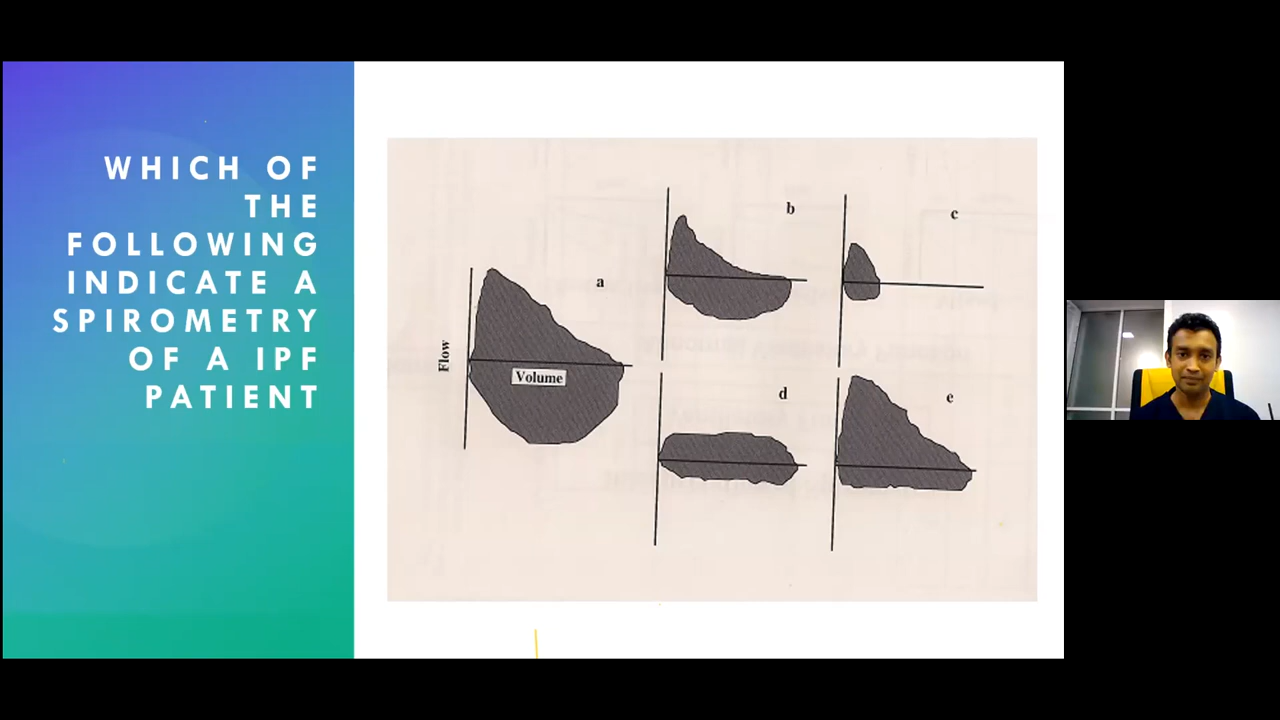 WHICH OF
THE
FOLLOWING
INDICATE A
SPIROMETRY
OF A IPF
PATIENT
a
Flow
Volume
b
c
d
e